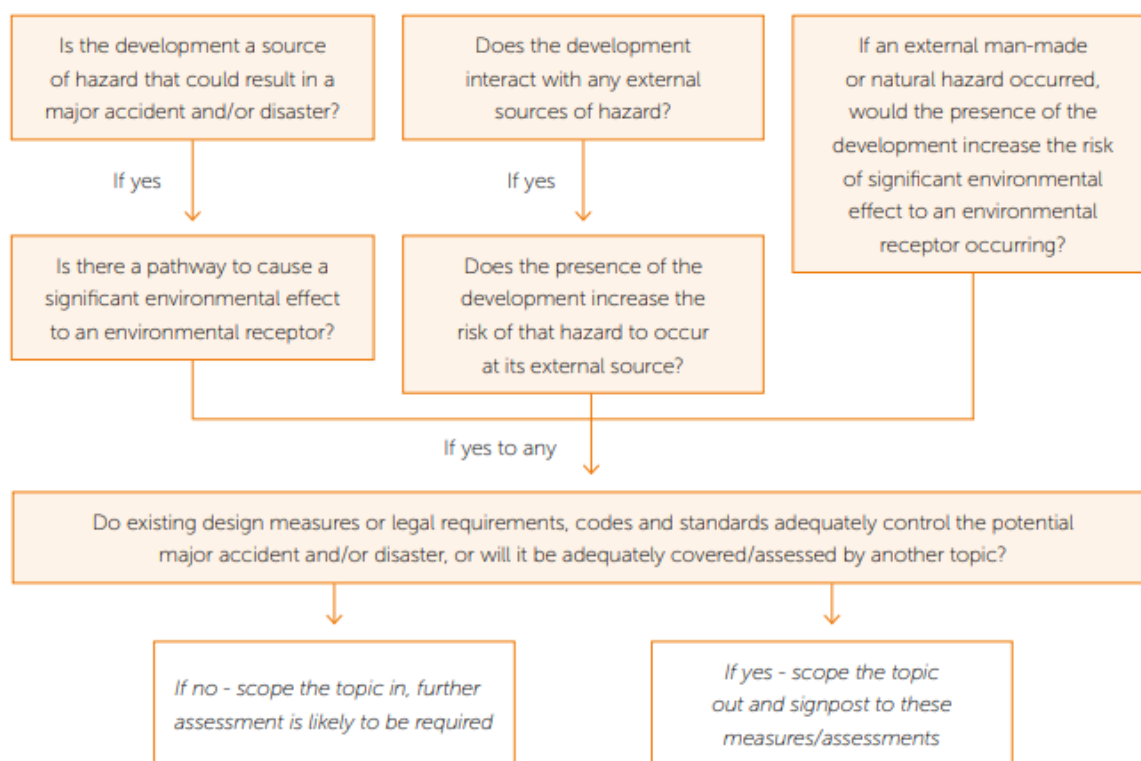 Is the development a source
of hazard that could result in a
major accident and/or disaster?
Does the development
interact with any external
sources of hazard?
If an external man-made
or natural hazard occurred,
would the presence of the
development increase the risk
of significant environmental
effect to an environmental
receptor occurring?
If yes
If yes
Is there a pathway to cause a
significant environmental effect
to an environmental receptor?
Does the presence of the
development increase the
risk of that hazard to occur
at its external source?
If yes to any
Do existing design measures or legal requirements, codes and standards adequately control the potential
major accident and/or disaster, or will it be adequately covered/assessed by another topic?
If no - scope the topic in, further
assessment is likely to be required
If yes - scope the topic
out and signpost to these
measures/assessments